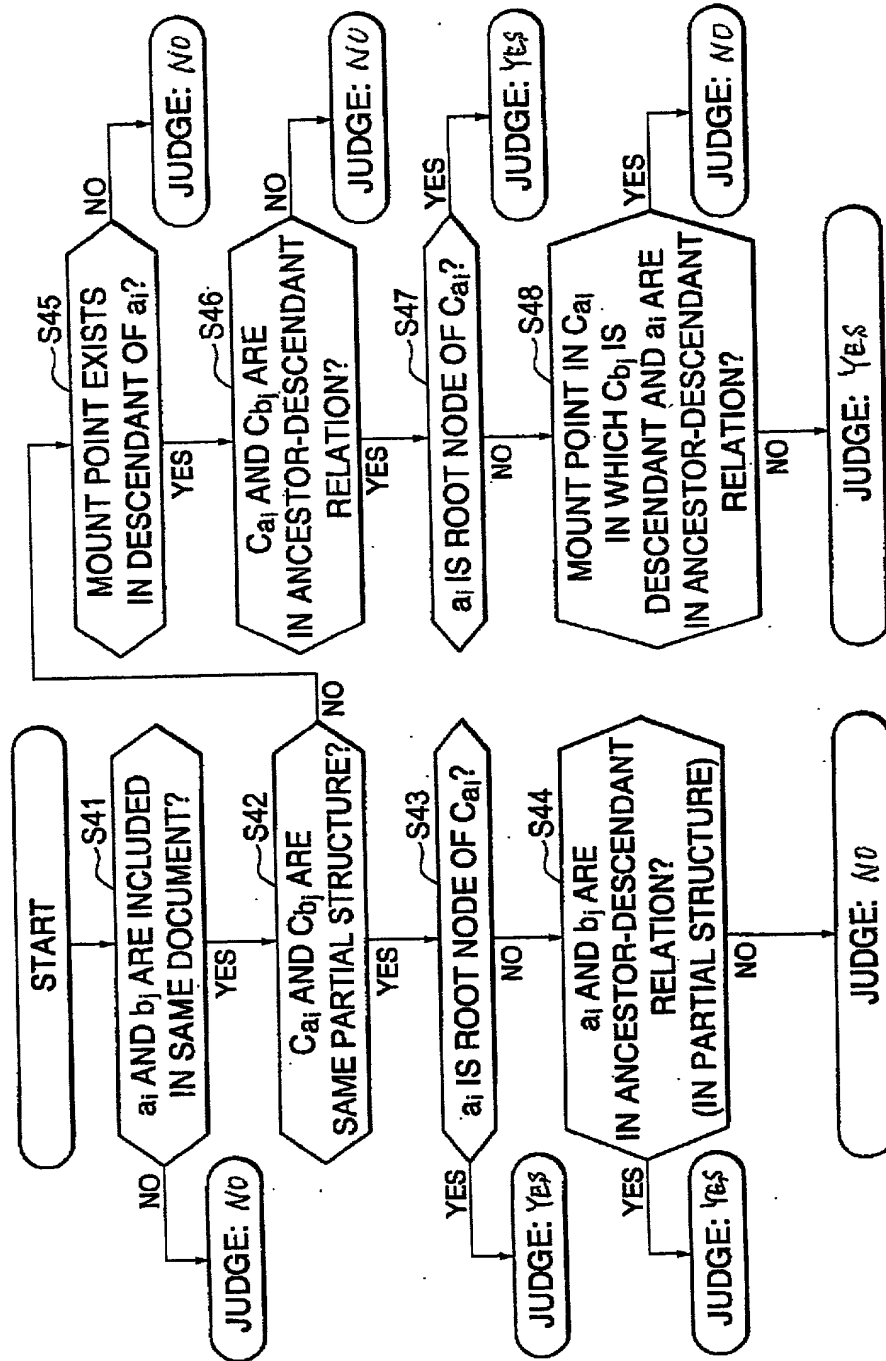 START
S41
ai AND bj ARE INCLUDED
IN SAME DOCUMENT?
NO
JUDGE: NO
YES
S42
Cai AND Cbj ARE
SAME PARTIAL STRUCTURE?
NO
YES
S43
ai IS ROOT NODE OF Cai?
YES
JUDGE: YES
NO
S44
ai AND bj ARE
IN ANCESTOR-DESCENDANT
RELATION?
(IN PARTIAL STRUCTURE)
YES
JUDGE: YES
NO
JUDGE: NO
S45
MOUNT POINT EXISTS
IN DESCENDANT OF ai?
NO
JUDGE: NO
YES
S46
Cai AND Cbj ARE
IN ANCESTOR-DESCENDANT
RELATION?
NO
JUDGE: NO
YES
S47
ai IS ROOT NODE OF Cai?
YES
JUDGE: YES
NO
S48
MOUNT POINT IN Cai
IN WHICH Cbj IS
DESCENDANT AND ai ARE
IN ANCESTOR-DESCENDANT
RELATION?
YES
JUDGE: NO
NO
JUDGE: YES